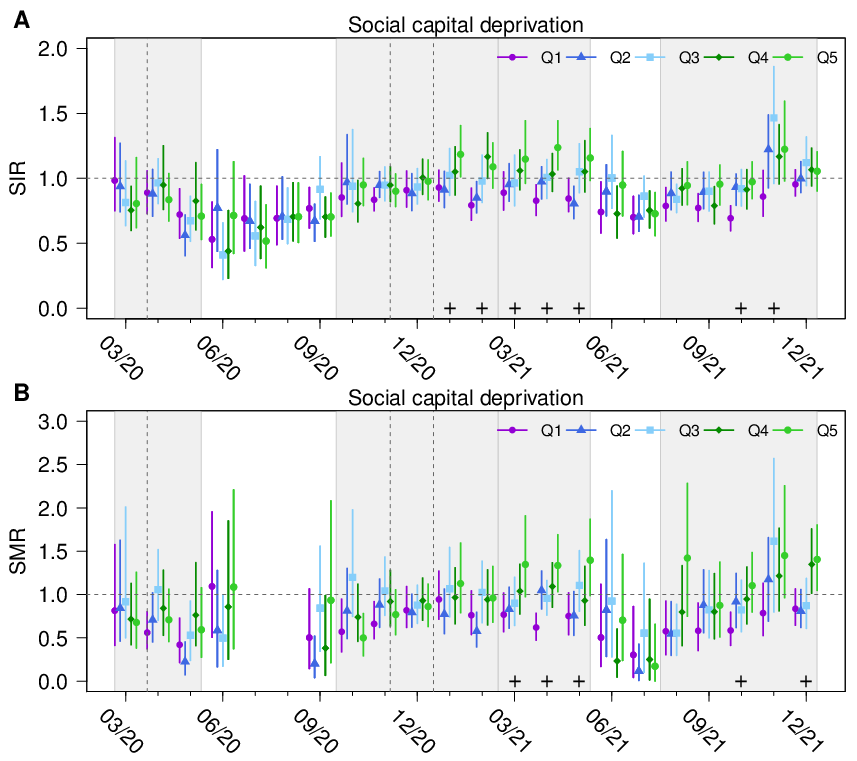 A
Social capital deprivation
Q1 Q2 Q3 Q4 Q5
SIR
2.0
1.5
1.0
0.5
0.0
+ + + + + + +
03/20 06/20 09/20 12/20 03/21 06/21 09/21 12/21
B
Social capital deprivation
Q1 Q2 Q3 Q4 Q5
SMR
3.0
2.5
2.0
1.5
1.0
0.5
0.0
+ + + + +
03/20 06/20 09/20 12/20 03/21 06/21 09/21 12/21